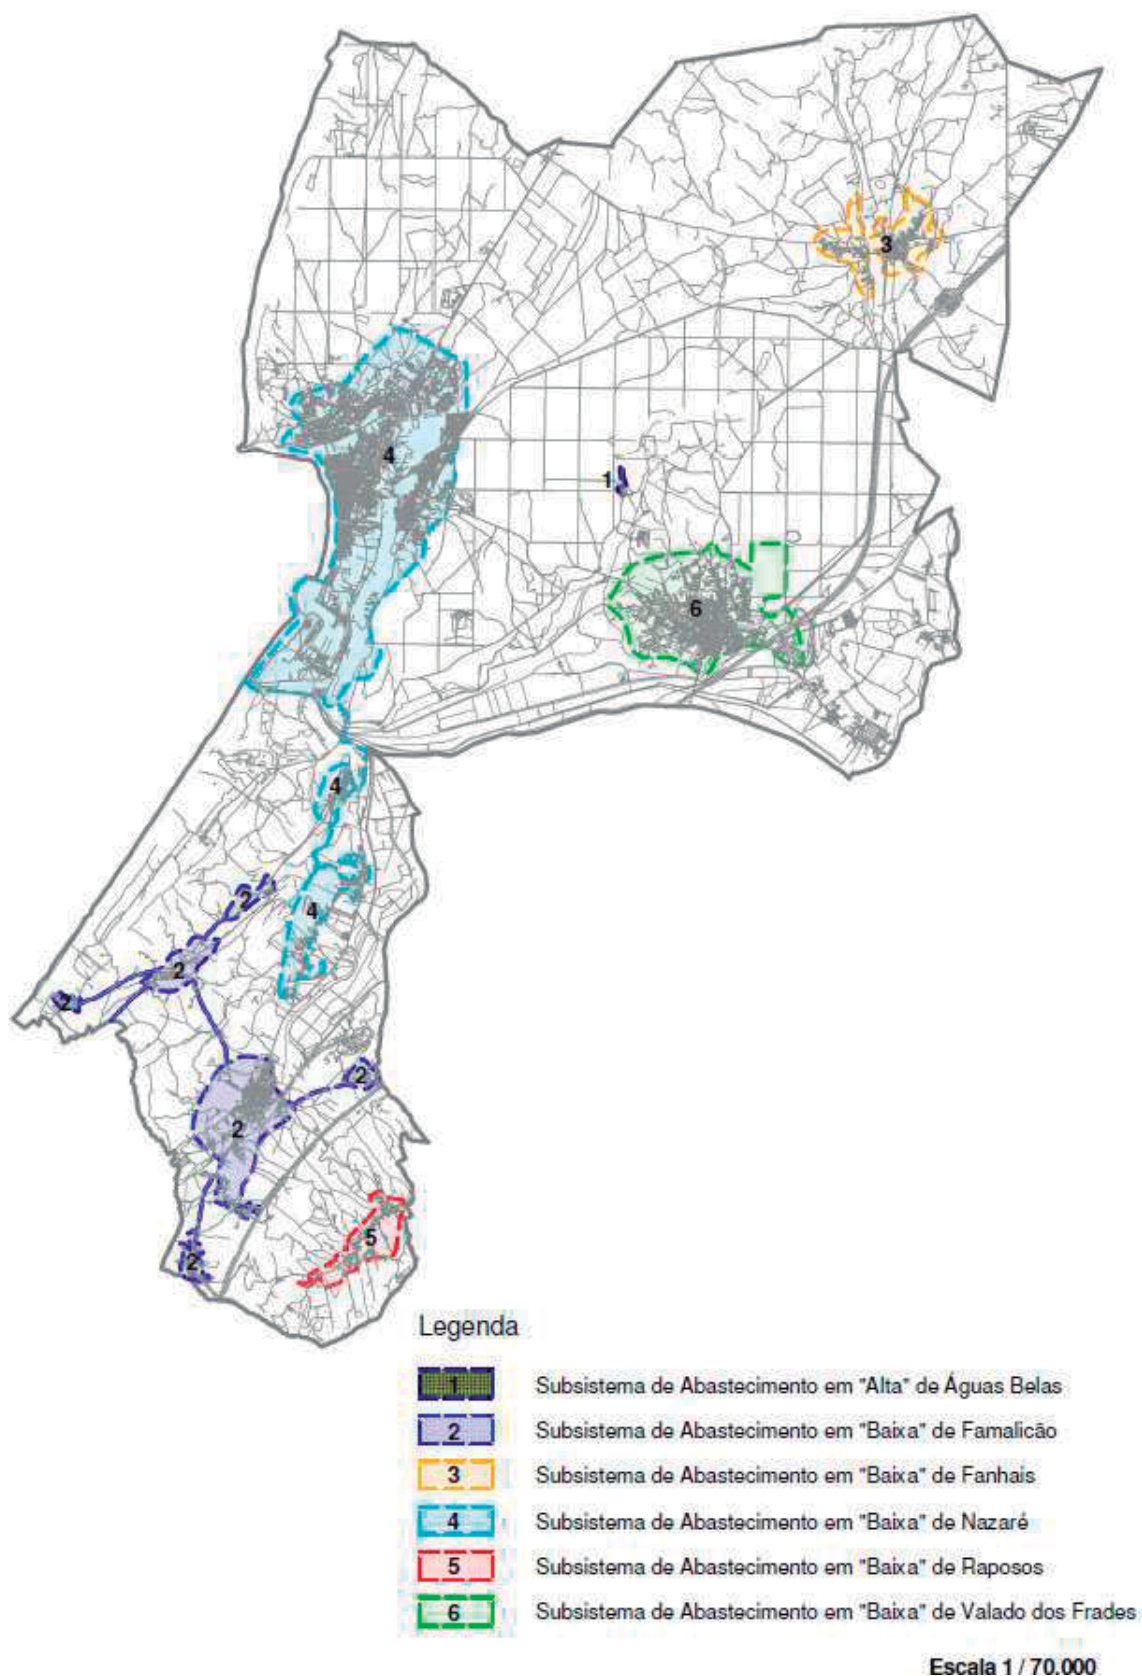 3
4
1
6
4
2
4
2
2
2
2
5
2
Legenda
1 Subsistema de Abastecimento em "Alta" de Águas Belas
2 Subsistema de Abastecimento em "Baixa" de Famalicão
3 Subsistema de Abastecimento em "Baixa" de Fanhais
4 Subsistema de Abastecimento em "Baixa" de Nazaré
5 Subsistema de Abastecimento em "Baixa" de Raposos
6 Subsistema de Abastecimento em "Baixa" de Valado dos Frades
Escala 1 / 70.000